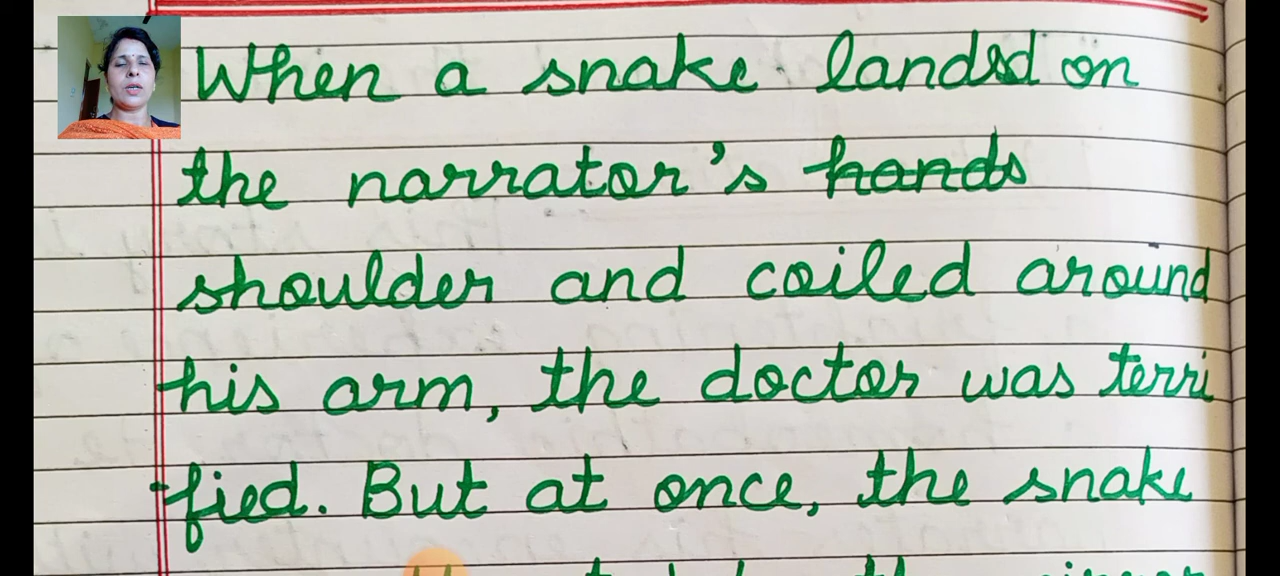 When a snake landed on
the narrator's hands
shoulder and coiled around
his arm, the doctor was terri
fied. But at once, the snake